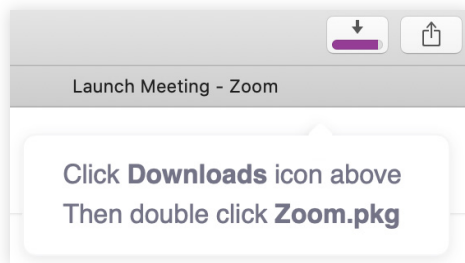 Launch Meeting - Zoom
Click Downloads icon above
Then double click Zoom.pkg